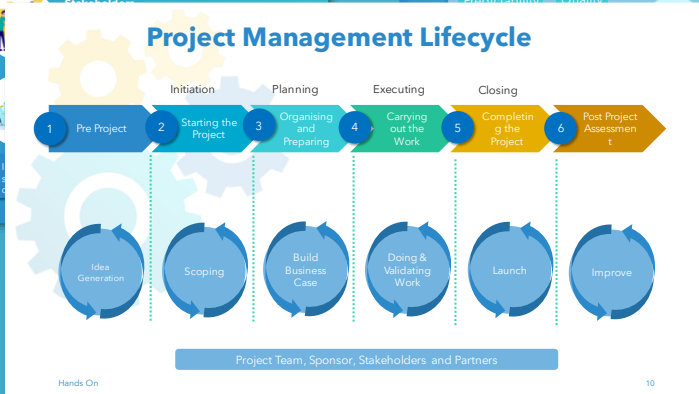 Stakeholders
Project Management Lifecycle
Initiation
Planning
Executing
Closing
1
Pre Project
2
Starting the
Project
3
Organising
and
Preparing
4
Carrying
out the
Work
5
Completin
g the
Project
6
Post Project
Assessmen
t
Idea
Generation
Scoping
Build
Business
Case
Doing &
Validating
Work
Launch
Improve
Project Team, Sponsor, Stakeholders and Partners
Hands On
10